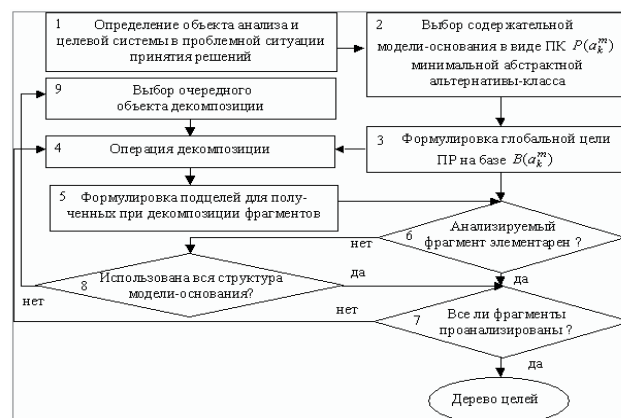 1 Определение объекта анализа и
целевой системы в проблемной ситуации
принятия решений
2 Выбор содержательной
модели-основания в виде ПК P(a_k^m)
минимальной абстрактной
альтернативы-класса
9 Выбор очередного
объекта декомпозиции
4 Операция декомпозиции
3 Формулировка глобальной цели
ПР на базе B(a_k^m)
5 Формулировка подцелей для полу-
ченных при декомпозиции фрагментов
6 Анализируемый
фрагмент элементарен ?
нет
да
8 Использована вся структура
модели-основания?
да
нет
7 Все ли фрагменты
проанализированы ?
нет
да
Дерево целей